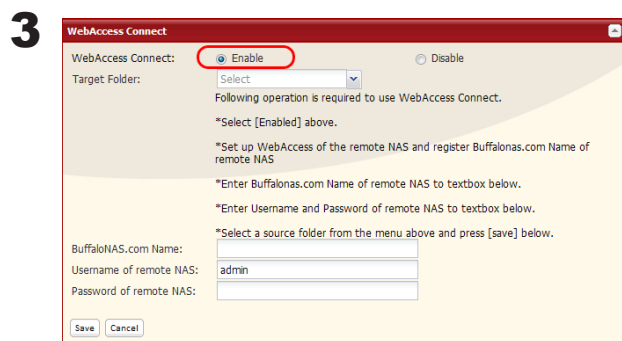 3
WebAccess Connect
WebAccess Connect: Enable Disable
Target Folder: Select
Following operation is required to use WebAccess Connect.
*Select [Enabled] above.
*Set up WebAccess of the remote NAS and register Buffalonas.com Name of
remote NAS
*Enter Buffalonas.com Name of remote NAS to textbox below.
*Enter Username and Password of remote NAS to textbox below.
*Select a source folder from the menu above and press [save] below.
BuffaloNAS.com Name:
Username of remote NAS: admin
Password of remote NAS:
Save Cancel